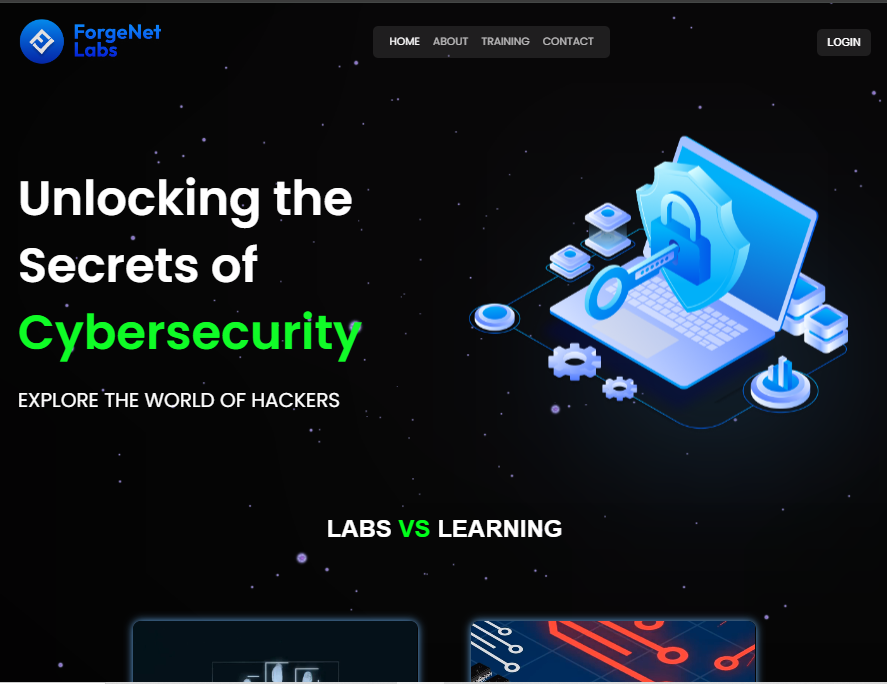 ForgeNet
Labs
HOME ABOUT TRAINING CONTACT
LOGIN
Unlocking the
Secrets of
Cybersecurity
EXPLORE THE WORLD OF HACKERS
LABS VS LEARNING